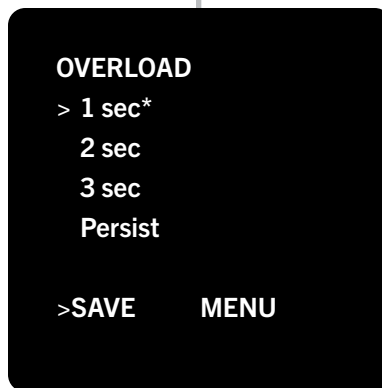 OVERLOAD
> 1 sec*
2 sec
3 sec
Persist
>SAVE MENU